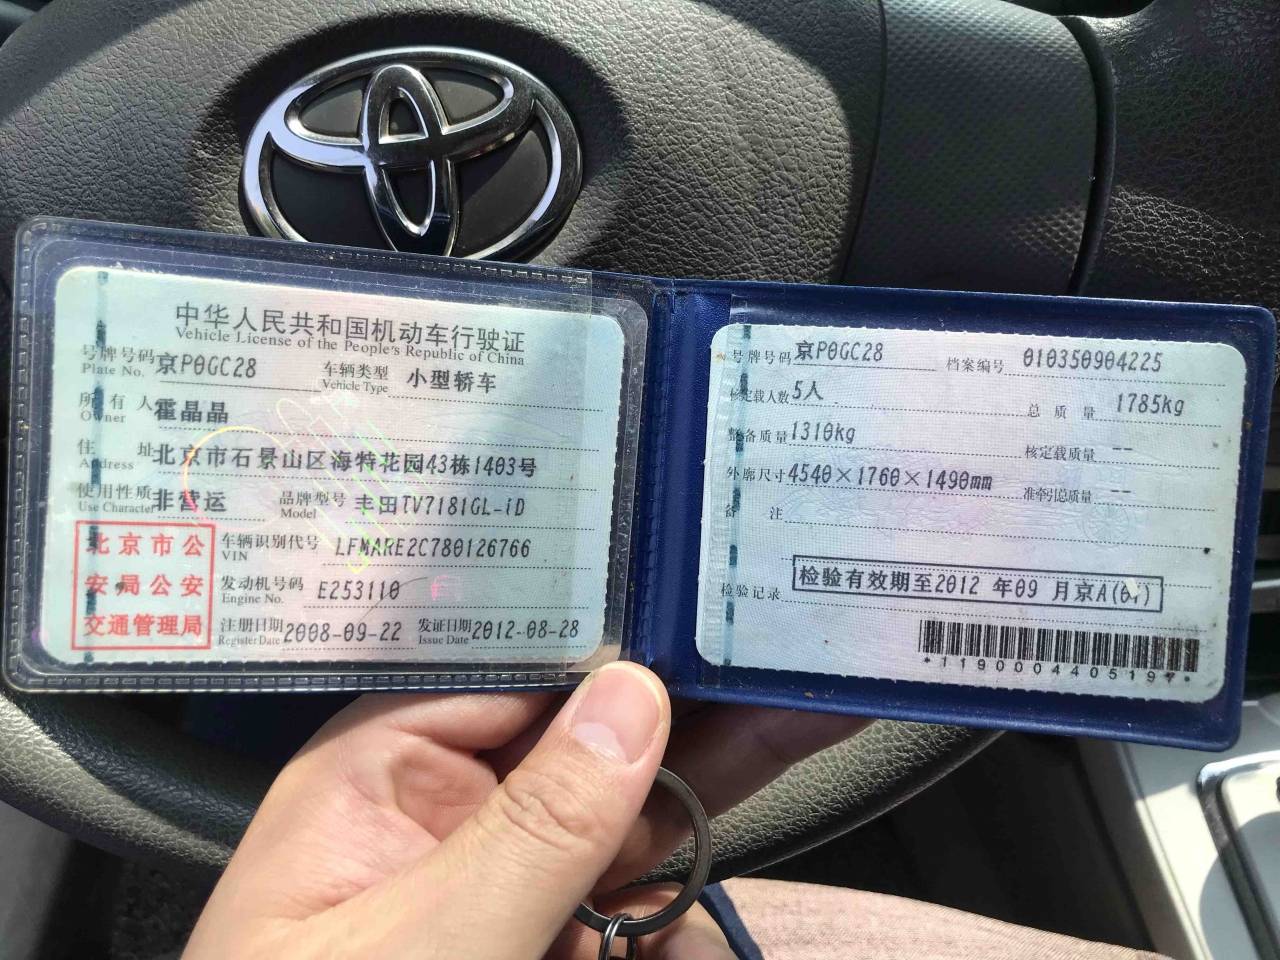 中华人民共和国机动车行驶证
Vehicle License of the People's Republic of China
号牌号码 京P0GC28 车辆类型 小型轿车
Plate No. Vehicle Type
所有人 霍晶晶
Owner
住址 北京市石景山区海特花园43栋1403号
Address
使用性质 非营运 品牌型号 丰田TV7181GL-iD
Use Character Model
北京市公
安局公安
交通管理局
车辆识别代号 LFMARE2C780126766
VIN
发动机号码 E253110
Engine No.
注册日期 2008-09-22 发证日期 2012-08-28
Register Date Issue Date
号牌号码 京P0GC28 档案编号 010350904225
核定载人数 5人 总质量 1785kg
整备质量 1310kg 核定载质量 --
外廓尺寸 4540×1760×1490mm 准牵引总质量 --
备注
检验记录 检验有效期至2012 年09 月京A(01)
*1190004405197*